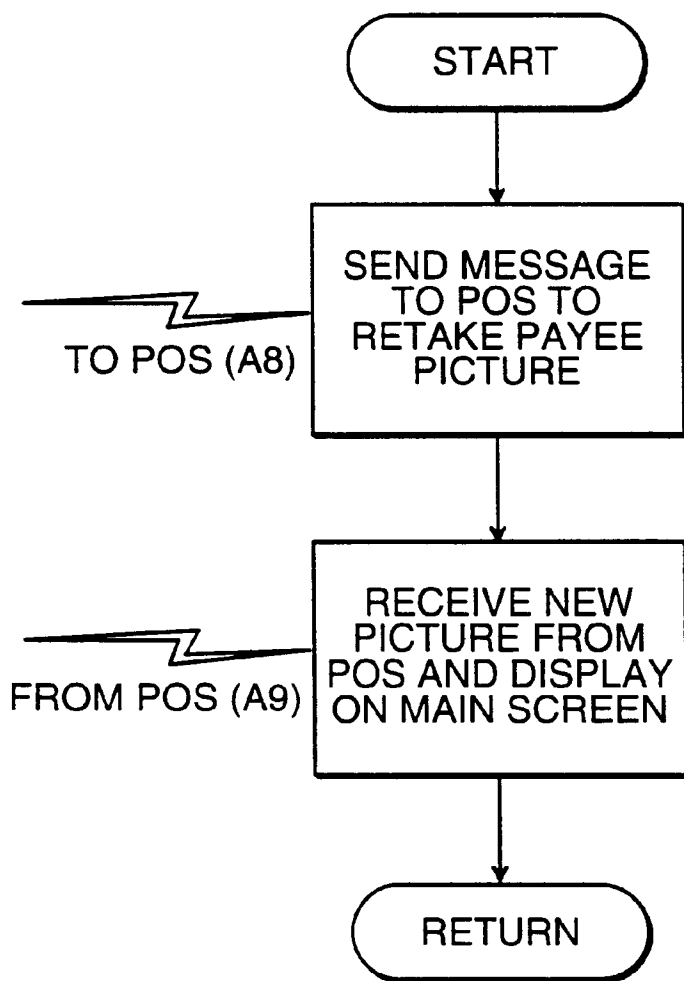 START
SEND MESSAGE
TO POS TO
RETAKE PAYEE
PICTURE
TO POS (A8)
RECEIVE NEW
PICTURE FROM
POS AND DISPLAY
ON MAIN SCREEN
FROM POS (A9)
RETURN